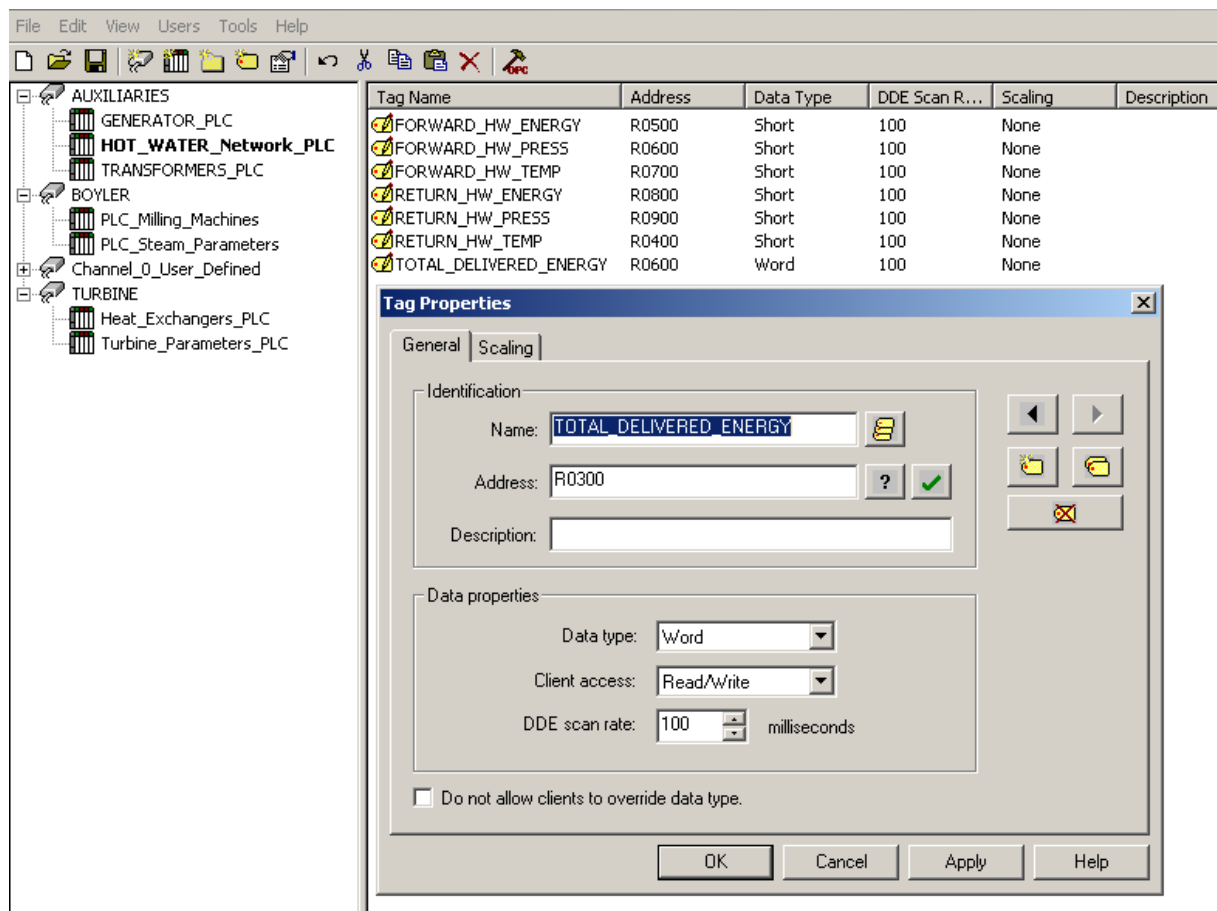 File Edit View Users Tools Help
OPC
AUXILIARIES
GENERATOR_PLC
HOT_WATER_Network_PLC
TRANSFORMERS_PLC
BOYLER
PLC_Milling_Machines
PLC_Steam_Parameters
Channel_0_User_Defined
TURBINE
Heat_Exchangers_PLC
Turbine_Parameters_PLC
Tag Name Address Data Type DDE Scan R... Scaling Description
FORWARD_HW_ENERGY R0500 Short 100 None
FORWARD_HW_PRESS R0600 Short 100 None
FORWARD_HW_TEMP R0700 Short 100 None
RETURN_HW_ENERGY R0800 Short 100 None
RETURN_HW_PRESS R0900 Short 100 None
RETURN_HW_TEMP R0400 Short 100 None
TOTAL_DELIVERED_ENERGY R0600 Word 100 None
Tag Properties
General Scaling
Identification
Name: TOTAL_DELIVERED_ENERGY
Address: R0300 ?
Description:
Data properties
Data type: Word
Client access: Read/Write
DDE scan rate: 100 milliseconds
Do not allow clients to override data type.
OK Cancel Apply Help